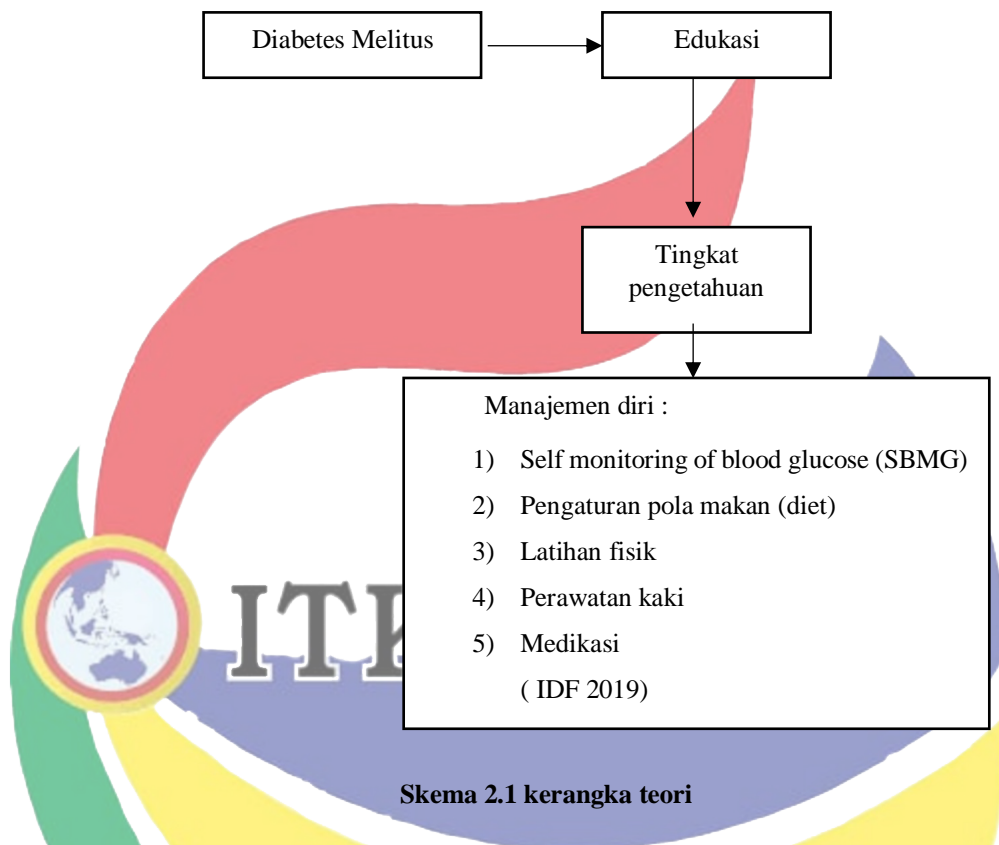 Diabetes Melitus
Edukasi
Tingkat
pengetahuan
Manajemen diri :
1) Self monitoring of blood glucose (SBMG)
2) Pengaturan pola makan (diet)
3) Latihan fisik
4) Perawatan kaki
5) Medikasi
( IDF 2019)
Skema 2.1 kerangka teori